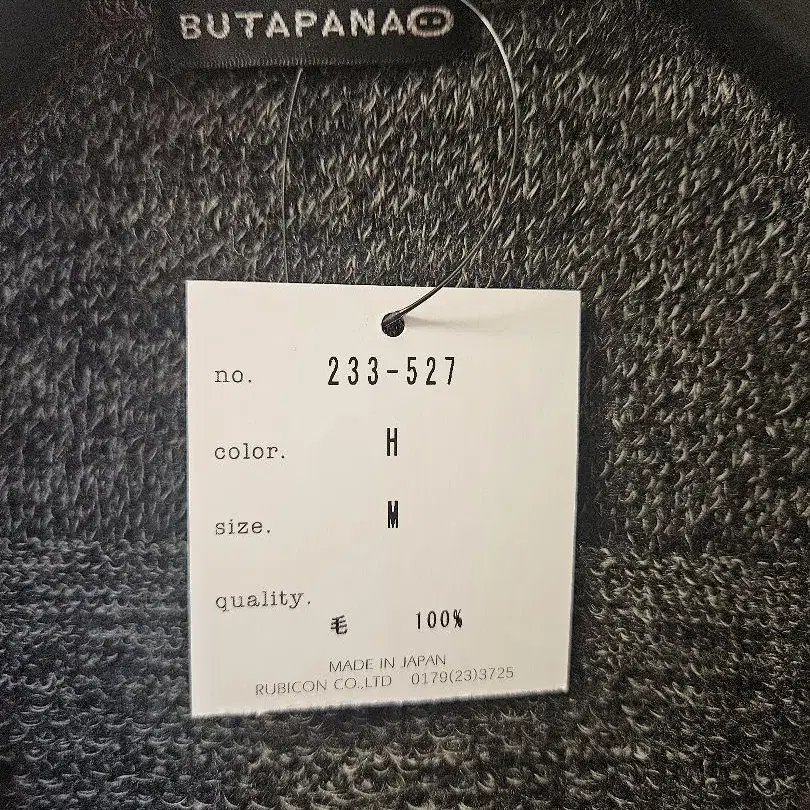 BUTAPANA
no. 233-527
color. H
size. M
quality.
毛 100%
MADE IN JAPAN
RUBICON CO.,LTD 0179(23)3725